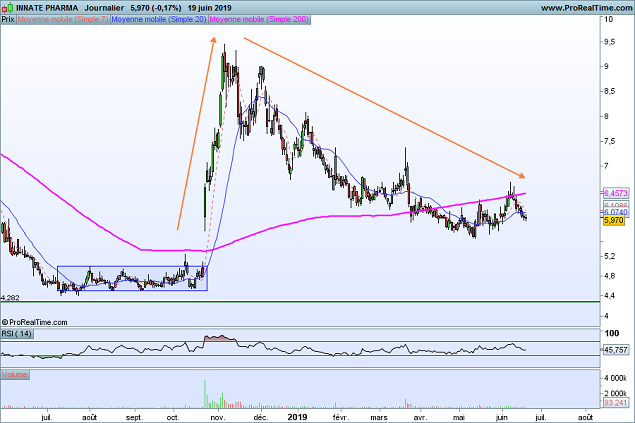 INNATE PHARMA Journalier 5,970 (-0,17%) 19 juin 2019 www.ProRealTime.com
Prix Moyenne mobile (Simple 7) Moyenne mobile (Simple 20) Moyenne mobile (Simple 200)
10
9,5
9
8,5
8
7,5
7
6,4573
6,1086
6,0740
5,970
5,2
4,8
4,4
4.282
4
© ProRealTime.com
RSI (14)
100
45,757
Volume
4 000k
2 000k
93 241
juil. août sept. oct. nov. déc. 2019 févr. mars avr. mai juin juil. août